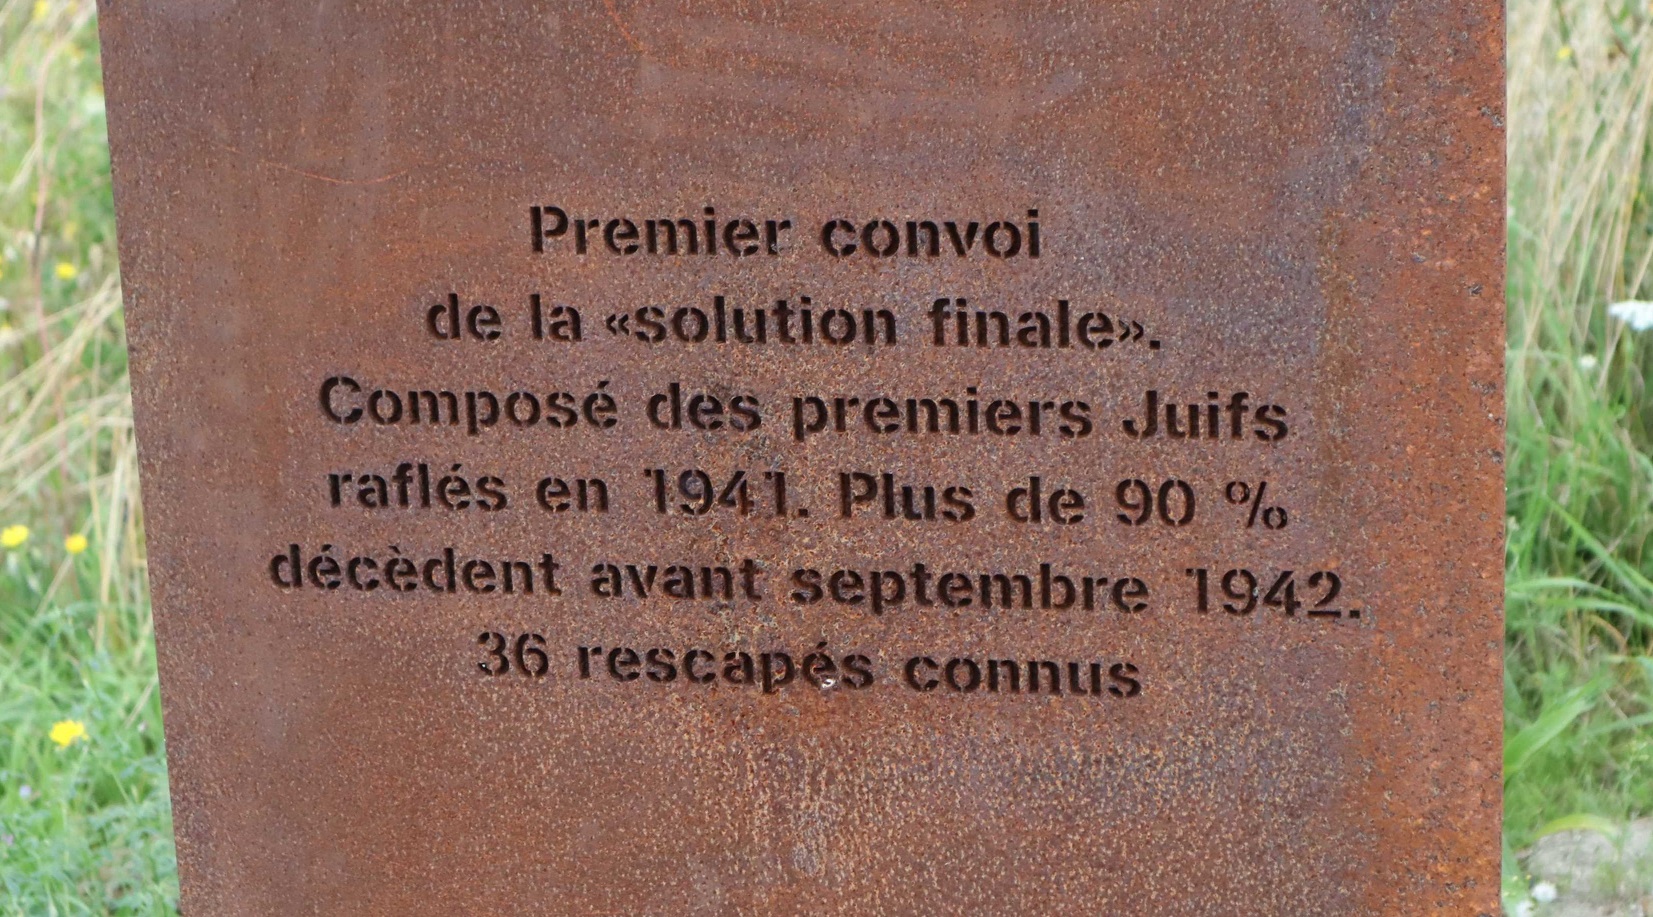 Premier convoi
de la «solution finale».
Composé des premiers Juifs
raflés en 1941. Plus de 90 %
décèdent avant septembre 1942.
36 rescapés connus